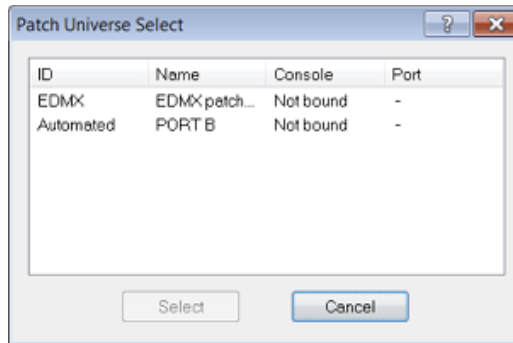 Patch Universe Select
ID Name Console Port
EDMX EDMX patch... Not bound -
Automated PORT B Not bound -
Select Cancel